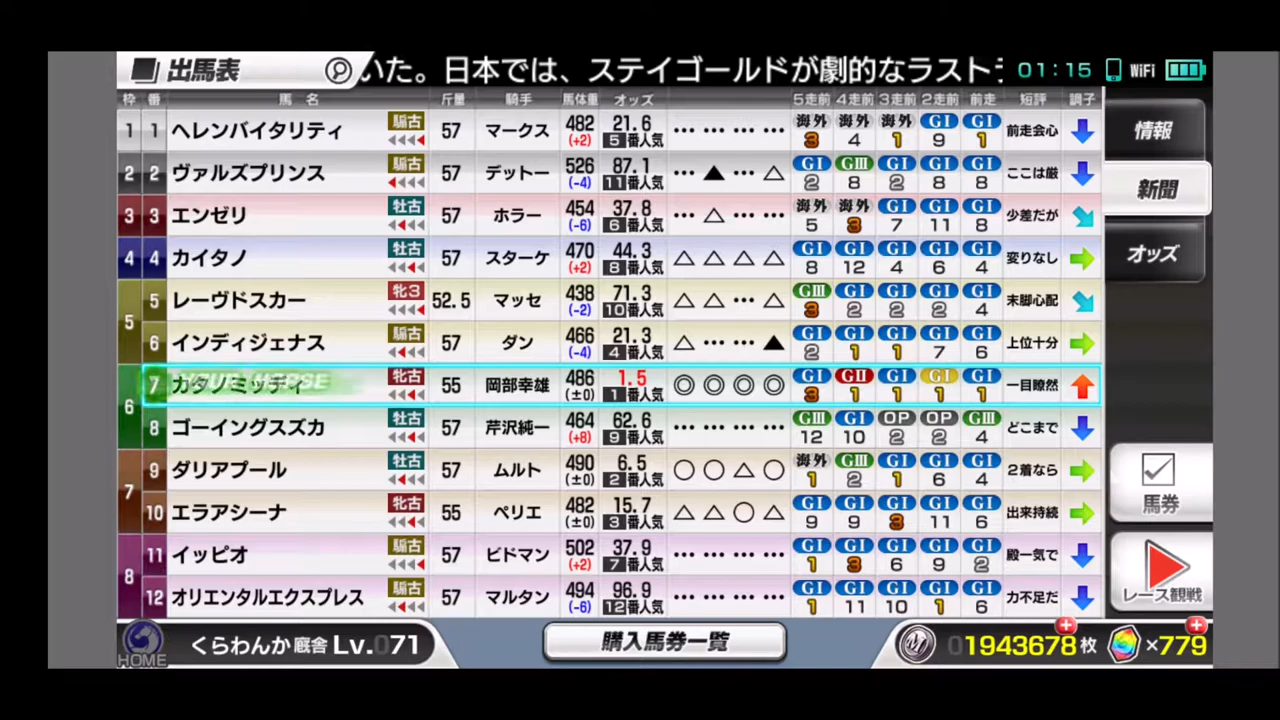 出馬表 いた。日本では、ステイゴールドが劇的なラスト 01:15 WiFi
枠 番 馬 名 斤量 騎手 馬体重 オッズ 5走前 4走前 3走前 2走前 前走 短評 調子
1 1 ヘレンバイタリティ 騸古 57 マークス 482 (+2) 21.6 5番人気 … … … … 海外 3 海外 4 海外 1 GI 9 GI 1 前走会心
2 2 ヴァルズプリンス 騸古 57 デットー 526 (-4) 87.1 11番人気 … ▲ … △ GI 2 GIII 8 GI 2 GI 8 GI 8 ここは厳
3 3 エンゼリ 牡古 57 ホラー 454 (-6) 37.8 6番人気 … △ … … 海外 5 海外 3 GI 7 GI 11 GI 8 少差だが
4 4 カイタノ 牡古 57 スターケ 470 (+2) 44.3 8番人気 △ △ △ △ GI 8 GI 12 GI 4 GI 6 GI 4 変りなし
5 5 レーヴドスカー 牝3 52.5 マッセ 438 (-2) 71.3 10番人気 △ △ … △ GIII 3 GI 2 GI 2 GI 2 GI 4 末脚心配
6 インディジェナス 騸古 57 ダン 466 (-4) 21.3 4番人気 △ … … ▲ GI 2 GI 1 GI 1 GI 7 GI 6 上位十分
6 7 カタノミッディ YOUR HORSE 牝古 55 岡部幸雄 486 (±0) 1.5 1番人気 ◎ ◎ ◎ ◎ GI 3 GII 1 GI 1 GI 1 GI 1 一目瞭然
8 ゴーイングスズカ 牡古 57 芹沢純一 464 (+8) 62.6 9番人気 … … … … GIII 12 GI 10 OP 2 OP 2 GIII 4 どこまで
7 9 ダリアプール 牡古 57 ムルト 490 (±0) 6.5 2番人気 ○ ○ △ ○ 海外 1 GIII 2 GI 1 GI 6 GI 4 2着なら
10 エラアシーナ 牝古 55 ペリエ 482 (±0) 15.7 3番人気 △ △ ○ △ GI 9 GI 9 GI 3 GI 11 GI 6 出来持続
8 11 イッピオ 騸古 57 ビドマン 502 (+2) 37.9 7番人気 … … … … GI 1 GI 3 GI 6 GI 9 GI 2 殿一気で
12 オリエンタルエクスプレス 騸古 57 マルタン 494 (-6) 96.9 12番人気 … … … … GI 1 GI 11 GI 10 GI 1 GI 6 力不足だ
情報
新聞
オッズ
馬券
レース観戦
HOME くらわんか厩舎 Lv.071 購入馬券一覧 01943678枚 ×779